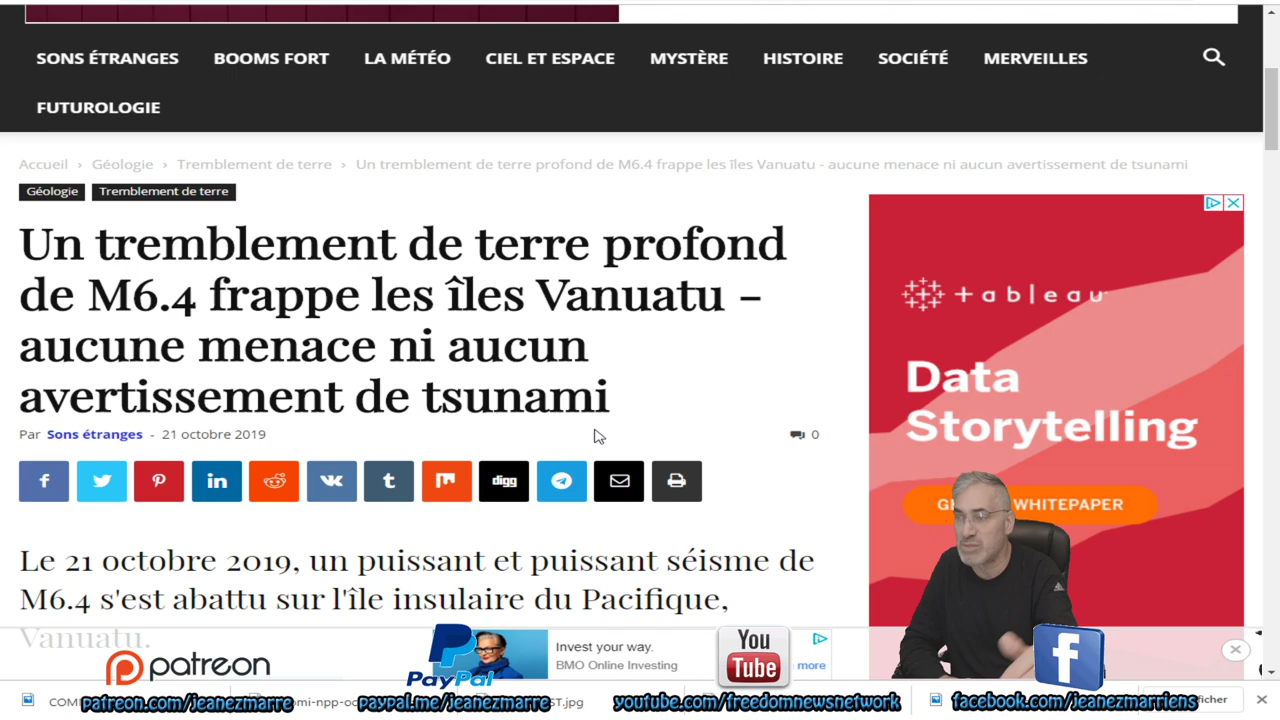 SONS ÉTRANGES BOOMS FORT LA MÉTÉO CIEL ET ESPACE MYSTÈRE HISTOIRE SOCIÉTÉ MERVEILLES
FUTUROLOGIE
Accueil › Géologie › Tremblement de terre › Un tremblement de terre profond de M6.4 frappe les îles Vanuatu - aucune menace ni aucun avertissement de tsunami
Géologie Tremblement de terre
Un tremblement de terre profond
de M6.4 frappe les îles Vanuatu –
aucune menace ni aucun
avertissement de tsunami
Par Sons étranges - 21 octobre 2019 0
digg
Le 21 octobre 2019, un puissant et puissant séisme de
M6.4 s'est abattu sur l'île insulaire du Pacifique,
Vanuatu.
+ableau
Data
Storytelling
WHITEPAPER
Invest your way.
BMO Online Investing
more
patreon
PayPal
You
Tube
patreon.com/jeanezmarre
paypal.me/jeanezmarre
youtube.com/freedomnewsnetwork
facebook.com/jeanezmarriens